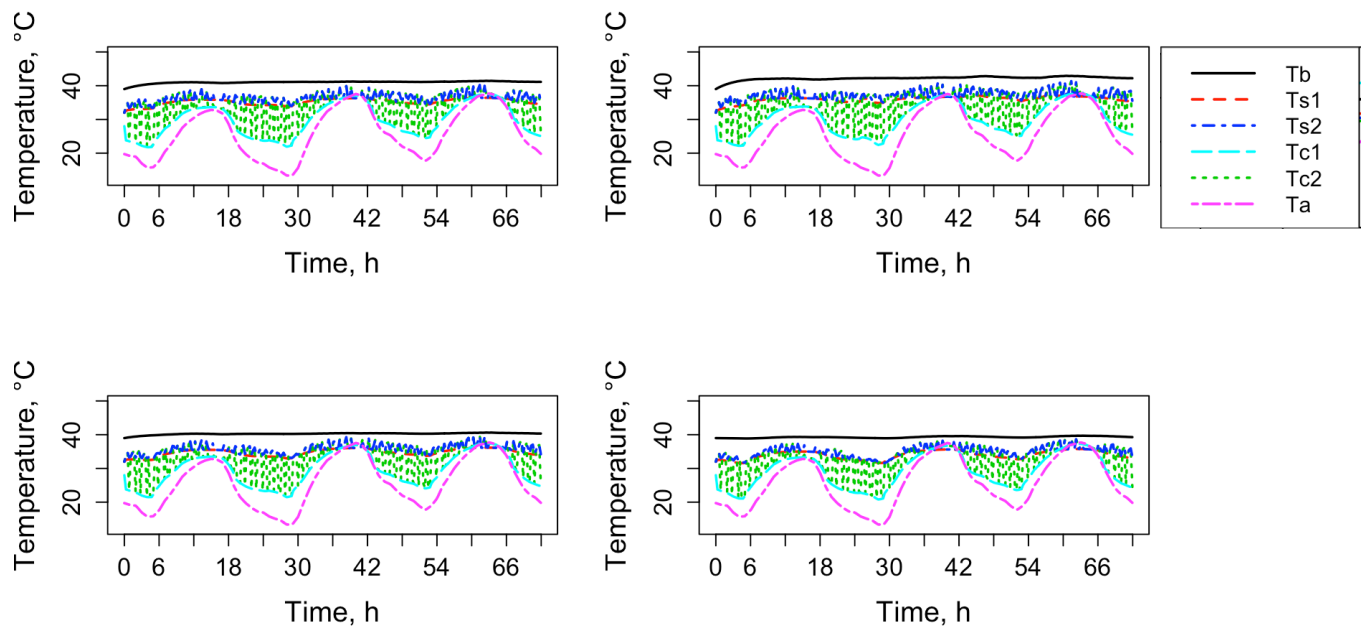 Temperature, °C
40
20
0 6 18 30 42 54 66
Time, h
Temperature, °C
40
20
0 6 18 30 42 54 66
Time, h
Tb
Ts1
Ts2
Tc1
Tc2
Ta
Temperature, °C
40
20
0 6 18 30 42 54 66
Time, h
Temperature, °C
40
20
0 6 18 30 42 54 66
Time, h